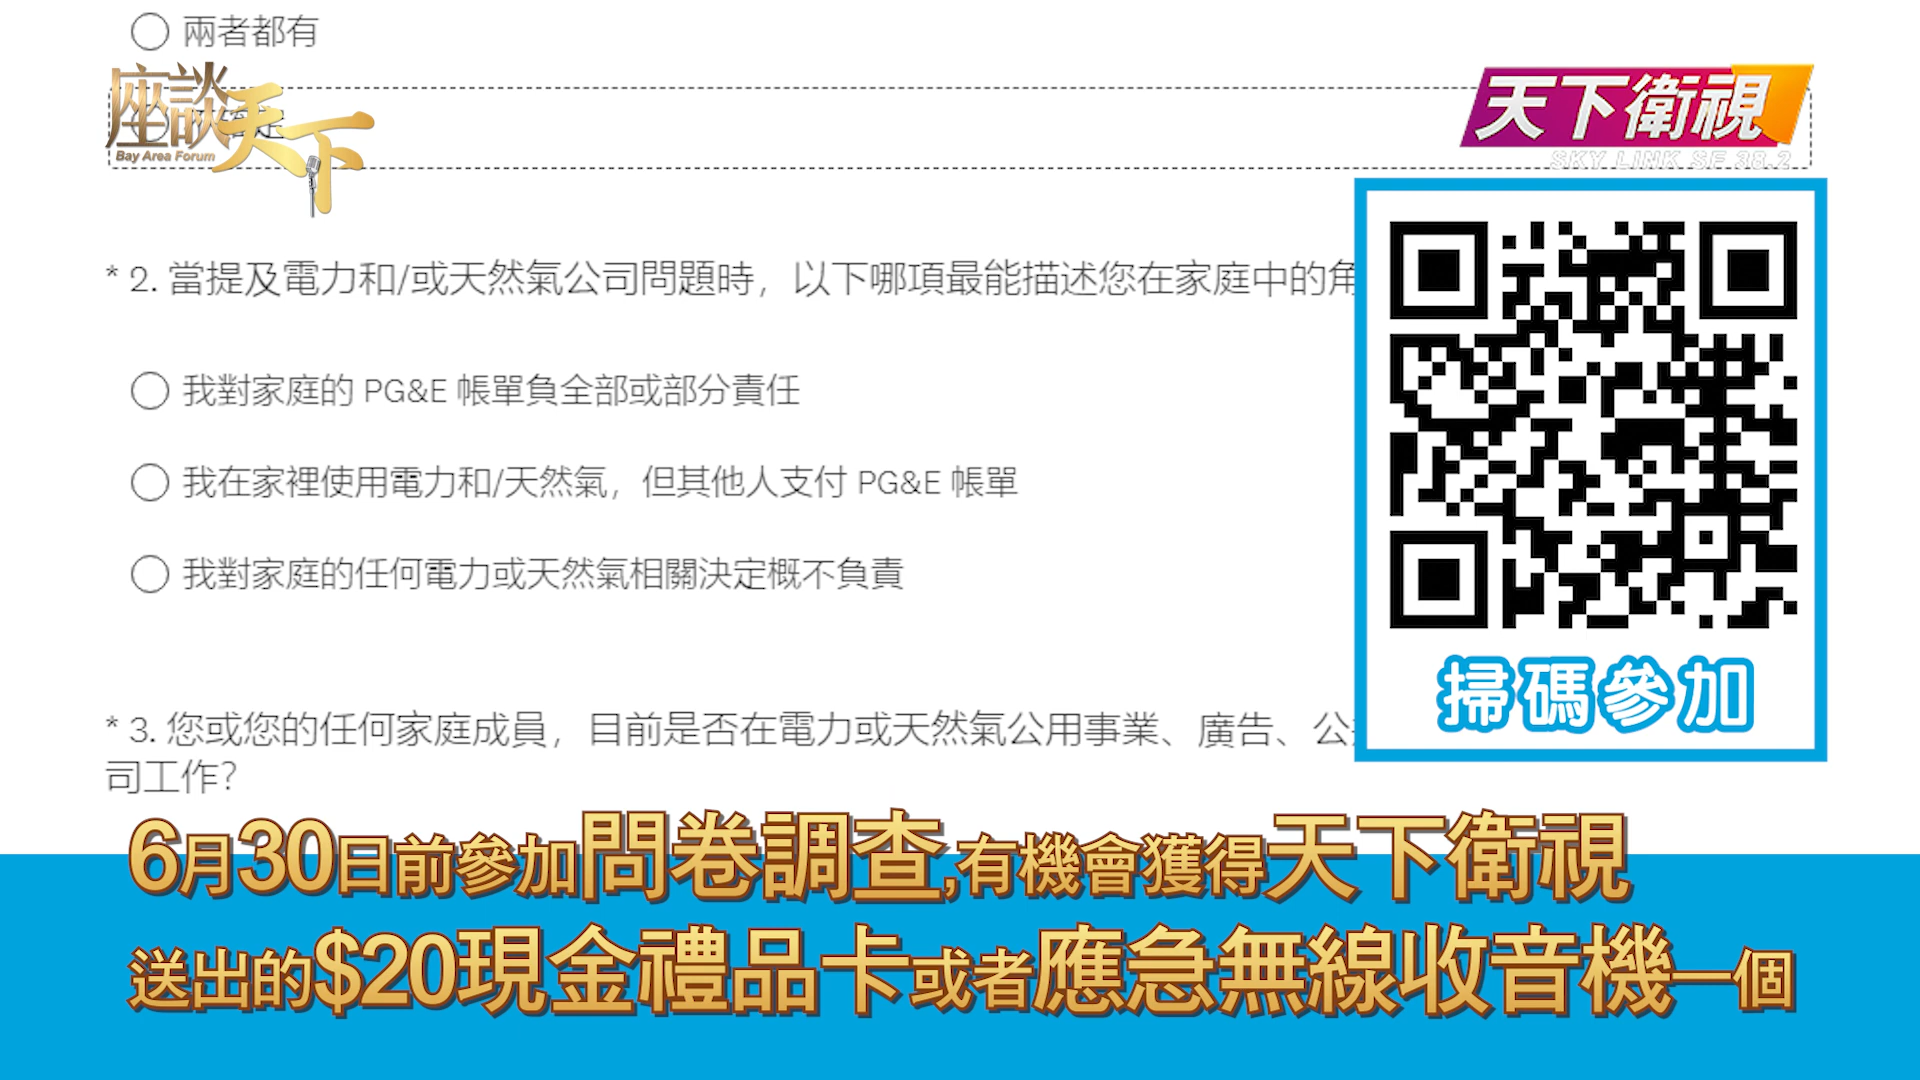 兩者都有
座談天下
Bay Area Forum
天下衛視
SKY LINK SF 38.2
* 2. 當提及電力和/或天然氣公司問題時，以下哪項最能描述您在家庭中的角
我對家庭的 PG&E 帳單負全部或部分責任
我在家裡使用電力和/天然氣，但其他人支付 PG&E 帳單
我對家庭的任何電力或天然氣相關決定概不負責
掃碼參加
* 3. 您或您的任何家庭成員，目前是否在電力或天然氣公用事業、廣告、公
司工作?
6月30日前參加問卷調查,有機會獲得天下衛視
送出的$20現金禮品卡或者應急無線收音機一個